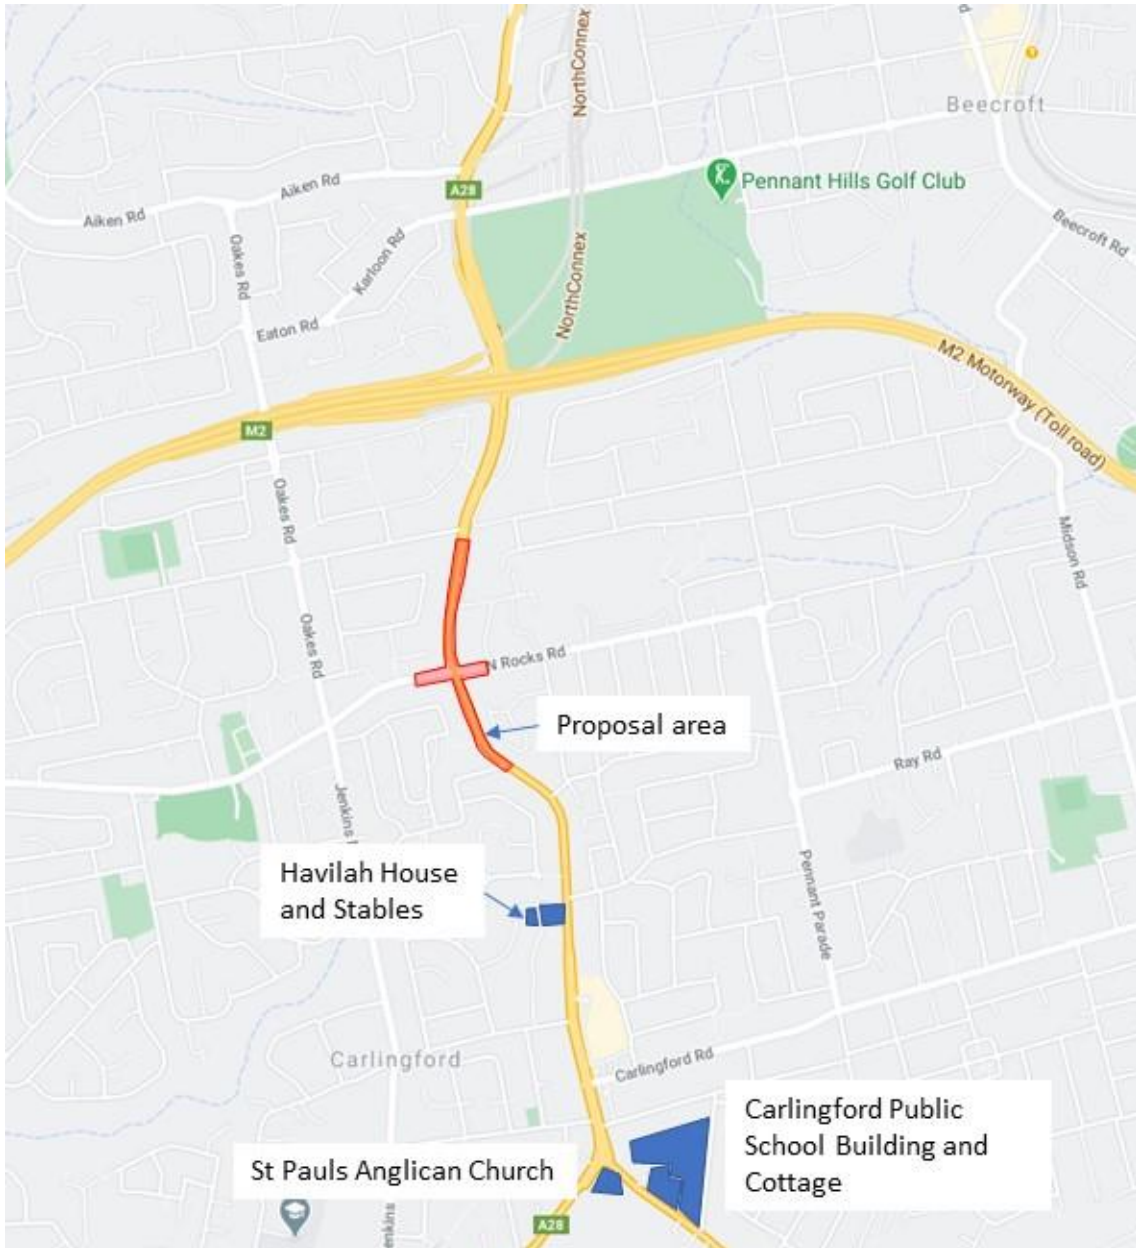 NorthConnex
Rd
Beecroft
Pennant Hills Golf Club
A28
Aiken Rd
Aiken Rd
Karloon Rd
Oakes Rd
NorthConnex
Beecroft Rd
Eaton Rd
M2 Motorway (Toll road)
M2
Oakes Rd
Midson Rd
Oakes Rd
N Rocks Rd
Proposal area
Ray Rd
Jenkins
Havilah House
and Stables
Pennant Parade
Carlingford
Carlingford Rd
Carlingford Public
School Building and
Cottage
St Pauls Anglican Church
Jenkins
A28